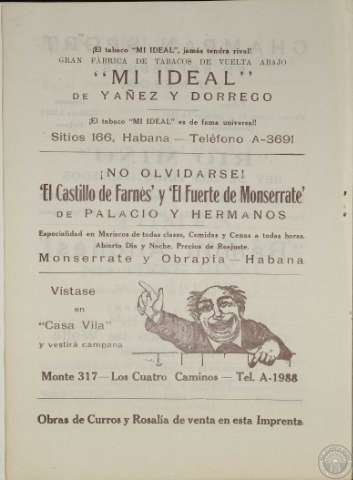 ¡El tabaco "MI IDEAL", jamás tendra rival!
GRAN FÁBRICA DE TABACOS DE VUELTA ABAJO
"MI IDEAL"
DE YAÑEZ Y DORREGO
¡El tabaco "MI IDEAL" es de fama universal!!
Sitios 166, Habana — Teléfono A-3691
¡NO OLVIDARSE!
'El Castillo de Farnés' y 'El Fuerte de Monserrate'
DE PALACIO Y HERMANOS
Especialidad en Mariscos de todas clases, Comidas y Cenas a todas horas.
Abierta Día y Noche. Precios de Reajuste.
Monserrate y Obrapia — Habana
Vístase
en
"Casa Vila"
y vestirá campana
Monte 317—Los Cuatro Caminos — Tel. A-1988
Obras de Curros y Rosalía de venta en esta Imprenta